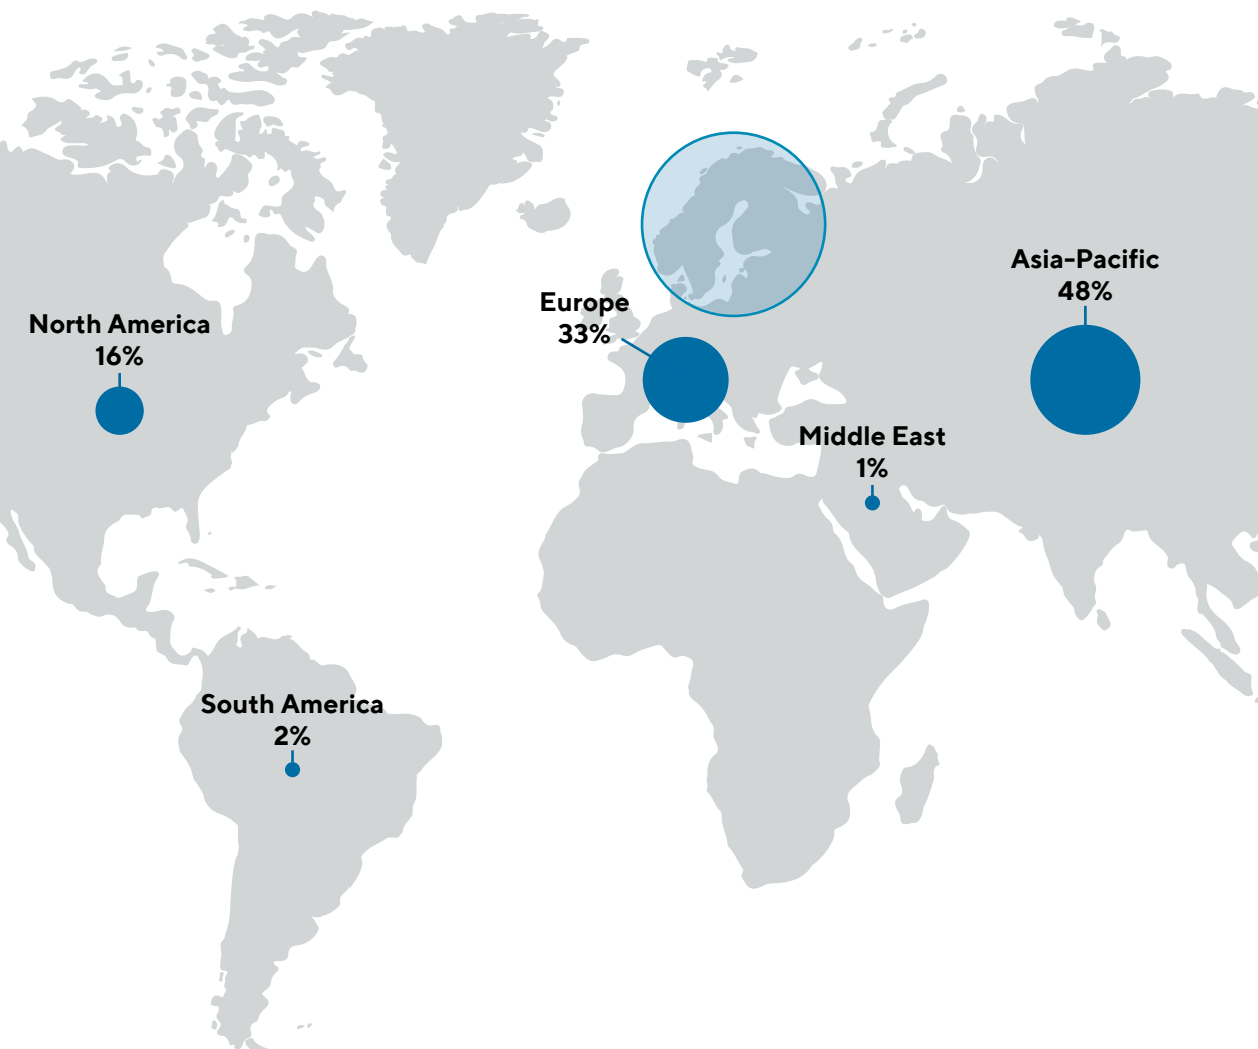 Asia-Pacific
48%
Europe
33%
North America
16%
Middle East
1%
South America
2%